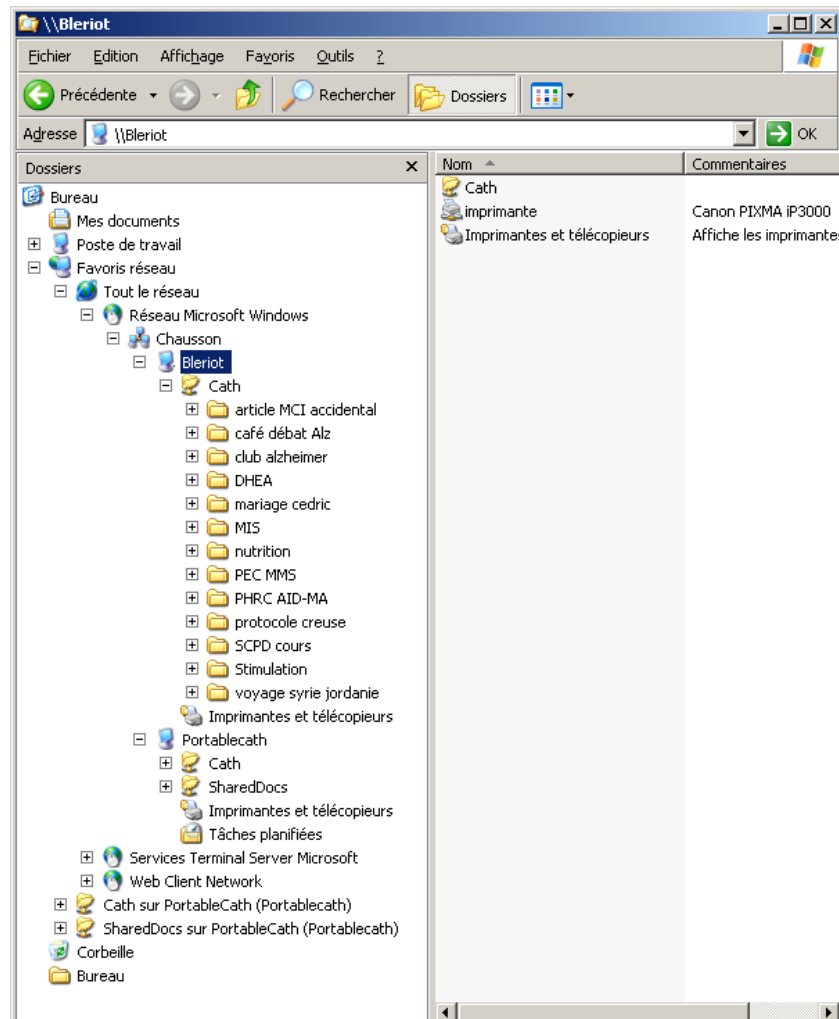 \\Bleriot
Fichier Edition Affichage Favoris Outils ?
Précédente Rechercher Dossiers
Adresse \\Bleriot OK
Dossiers x
Bureau
Mes documents
Poste de travail
Favoris réseau
Tout le réseau
Réseau Microsoft Windows
Chausson
Bleriot
Cath
article MCI accidental
café débat Alz
club alzheimer
DHEA
mariage cedric
MIS
nutrition
PEC MMS
PHRC AID-MA
protocole creuse
SCPD cours
Stimulation
voyage syrie jordanie
Imprimantes et télécopieurs
Portablecath
Cath
SharedDocs
Imprimantes et télécopieurs
Tâches planifiées
Services Terminal Server Microsoft
Web Client Network
Cath sur PortableCath (Portablecath)
SharedDocs sur PortableCath (Portablecath)
Corbeille
Bureau
Nom Commentaires
Cath
imprimante Canon PIXMA iP3000
Imprimantes et télécopieurs Affiche les imprimantes